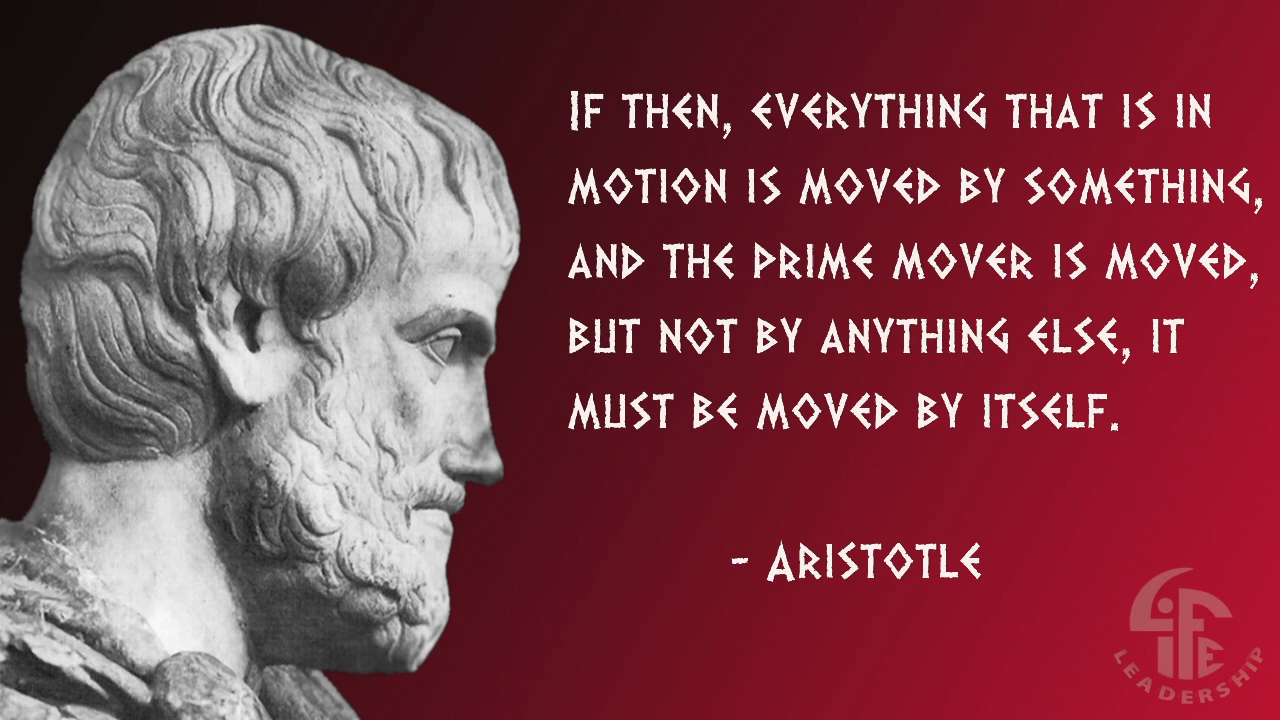 If then, everything that is in
motion is moved by something,
and the prime mover is moved,
but not by anything else, it
must be moved by itself.
- Aristotle
LIFE
LEADERSHIP